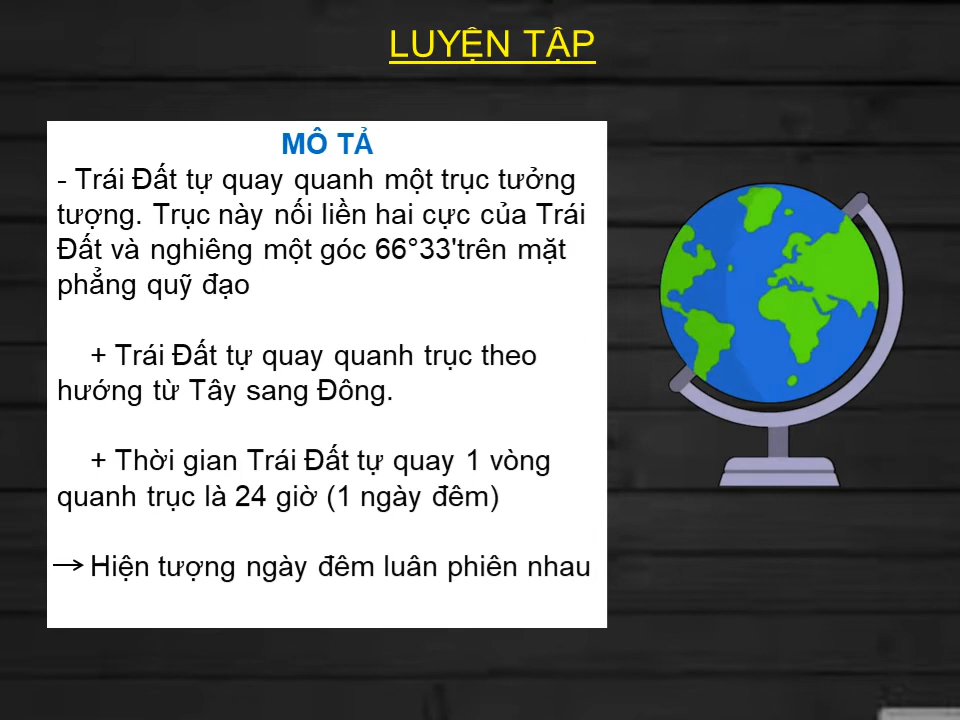 LUYỆN TẬP
MÔ TẢ
- Trái Đất tự quay quanh một trục tưởng
tượng. Trục này nối liền hai cực của Trái
Đất và nghiêng một góc 66°33'trên mặt
phẳng quỹ đạo
+ Trái Đất tự quay quanh trục theo
hướng từ Tây sang Đông.
+ Thời gian Trái Đất tự quay 1 vòng
quanh trục là 24 giờ (1 ngày đêm)
→ Hiện tượng ngày đêm luân phiên nhau